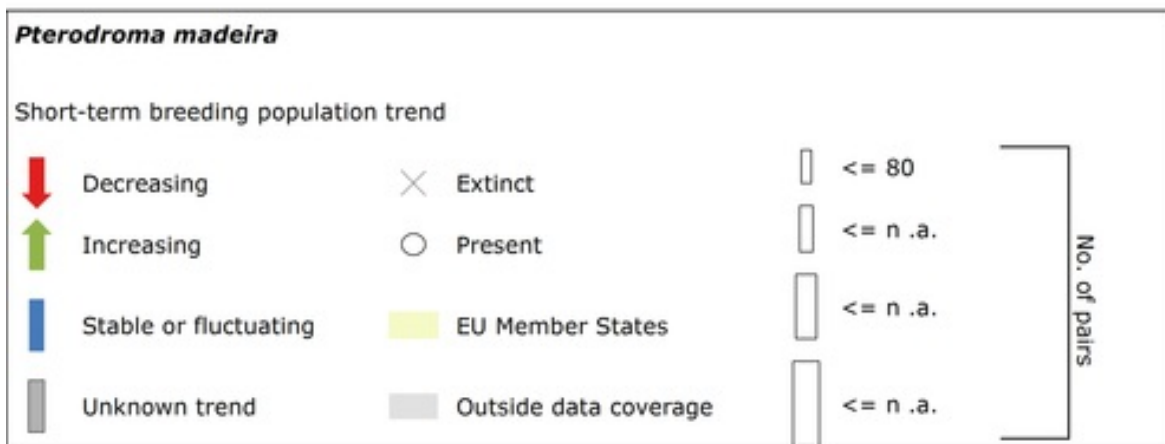 Pterodroma madeira
Short-term breeding population trend
Decreasing
Increasing
Stable or fluctuating
Unknown trend
Extinct
Present
EU Member States
Outside data coverage
<= 80
<= n .a.
<= n .a.
<= n .a.
No. of pairs